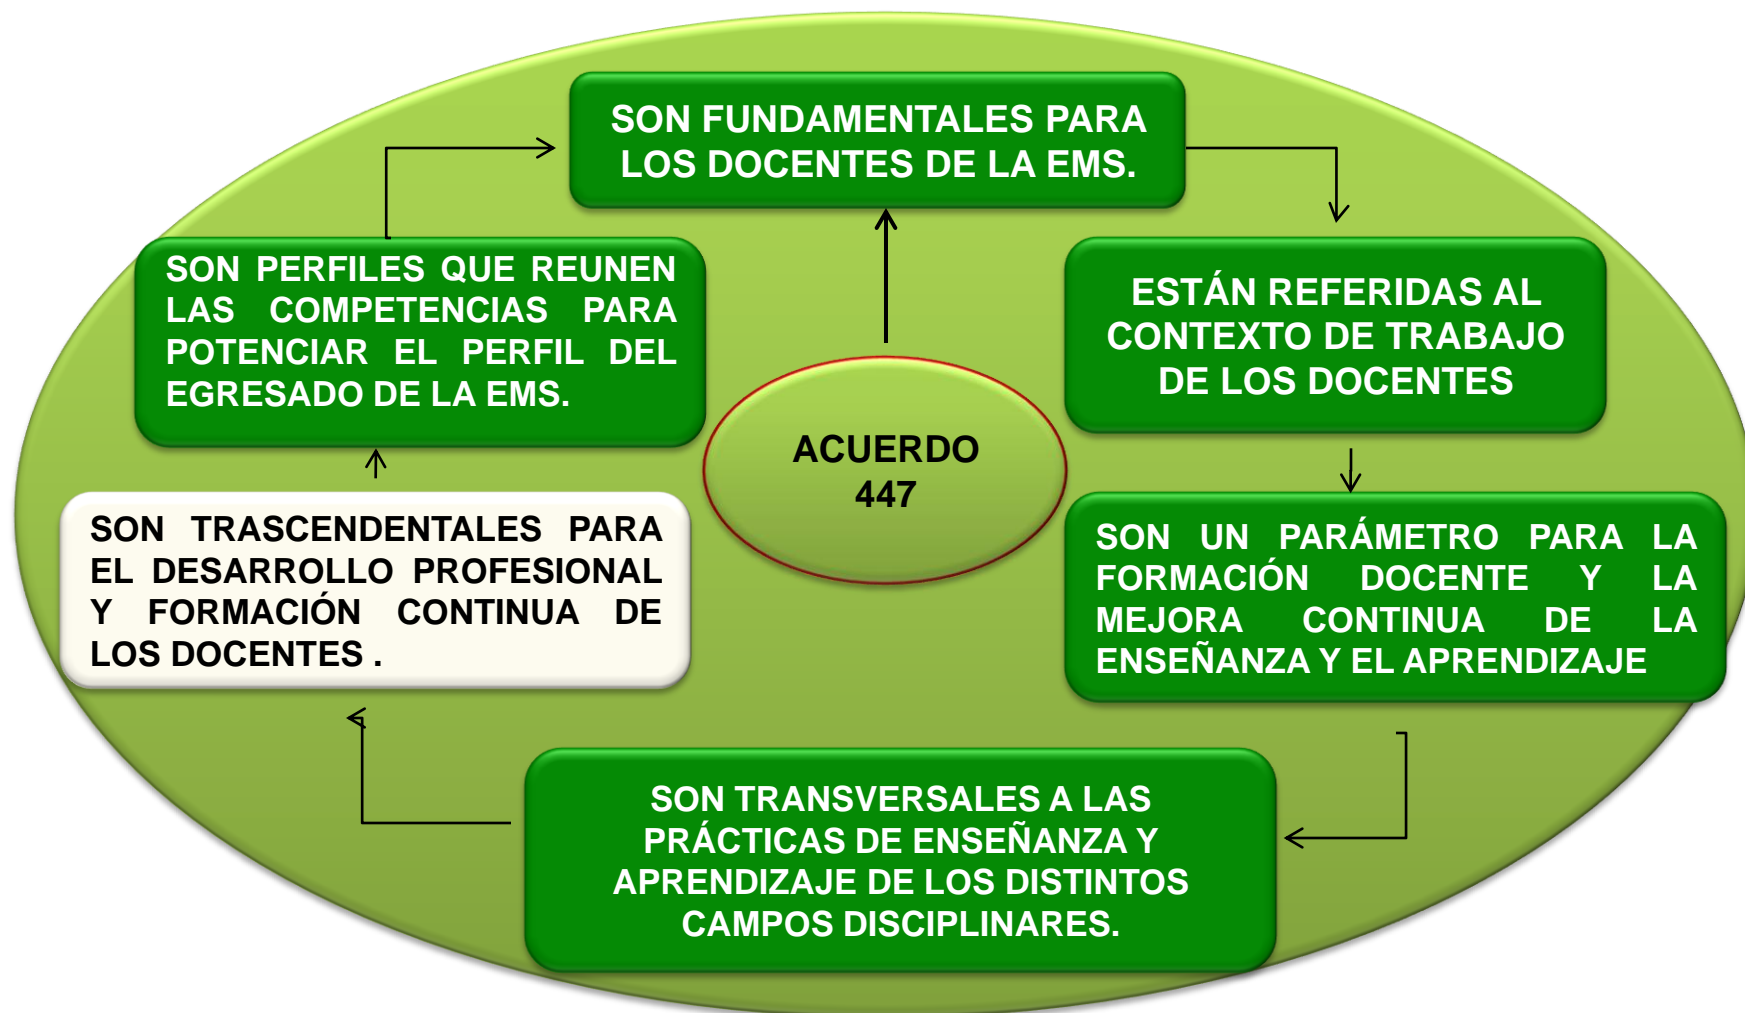 SON FUNDAMENTALES PARA
LOS DOCENTES DE LA EMS.
ESTÁN REFERIDAS AL
CONTEXTO DE TRABAJO
DE LOS DOCENTES
SON UN PARÁMETRO PARA LA
FORMACIÓN DOCENTE Y LA
MEJORA CONTINUA DE LA
ENSEÑANZA Y EL APRENDIZAJE
SON TRANSVERSALES A LAS
PRÁCTICAS DE ENSEÑANZA Y
APRENDIZAJE DE LOS DISTINTOS
CAMPOS DISCIPLINARES.
SON TRASCENDENTALES PARA
EL DESARROLLO PROFESIONAL
Y FORMACIÓN CONTINUA DE
LOS DOCENTES .
SON PERFILES QUE REUNEN
LAS COMPETENCIAS PARA
POTENCIAR EL PERFIL DEL
EGRESADO DE LA EMS.
ACUERDO
447